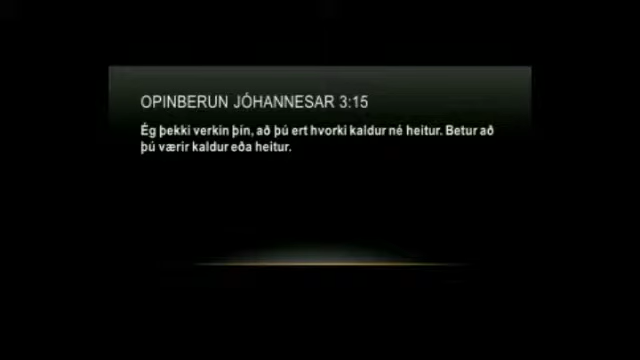 OPINBERUN JÓHANNESAR 3:15
Ég þekki verkin þín, að þú ert hvorki kaldur né heitur. Betur að
þú værir kaldur eða heitur.